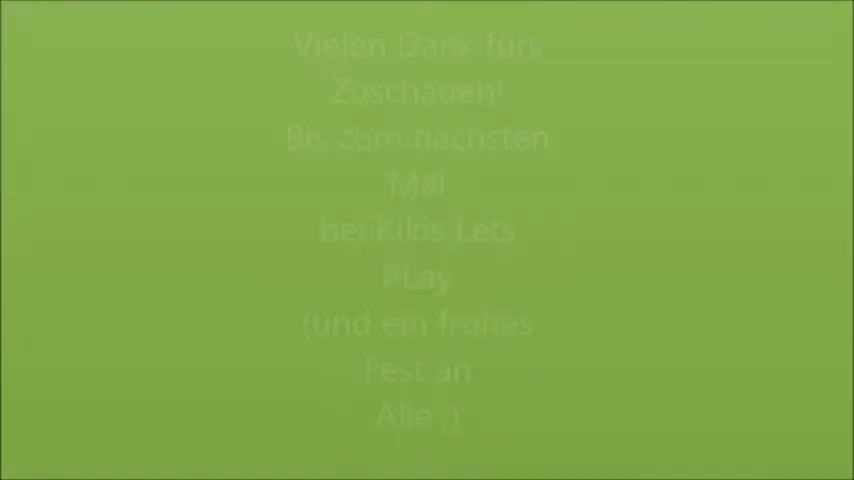 Vielen Dank fürs
Zuschauen!
Bis zum nächsten
Mal
bei Kikis Lets
PLay
(und ein frohes
Fest an
Alle ;)